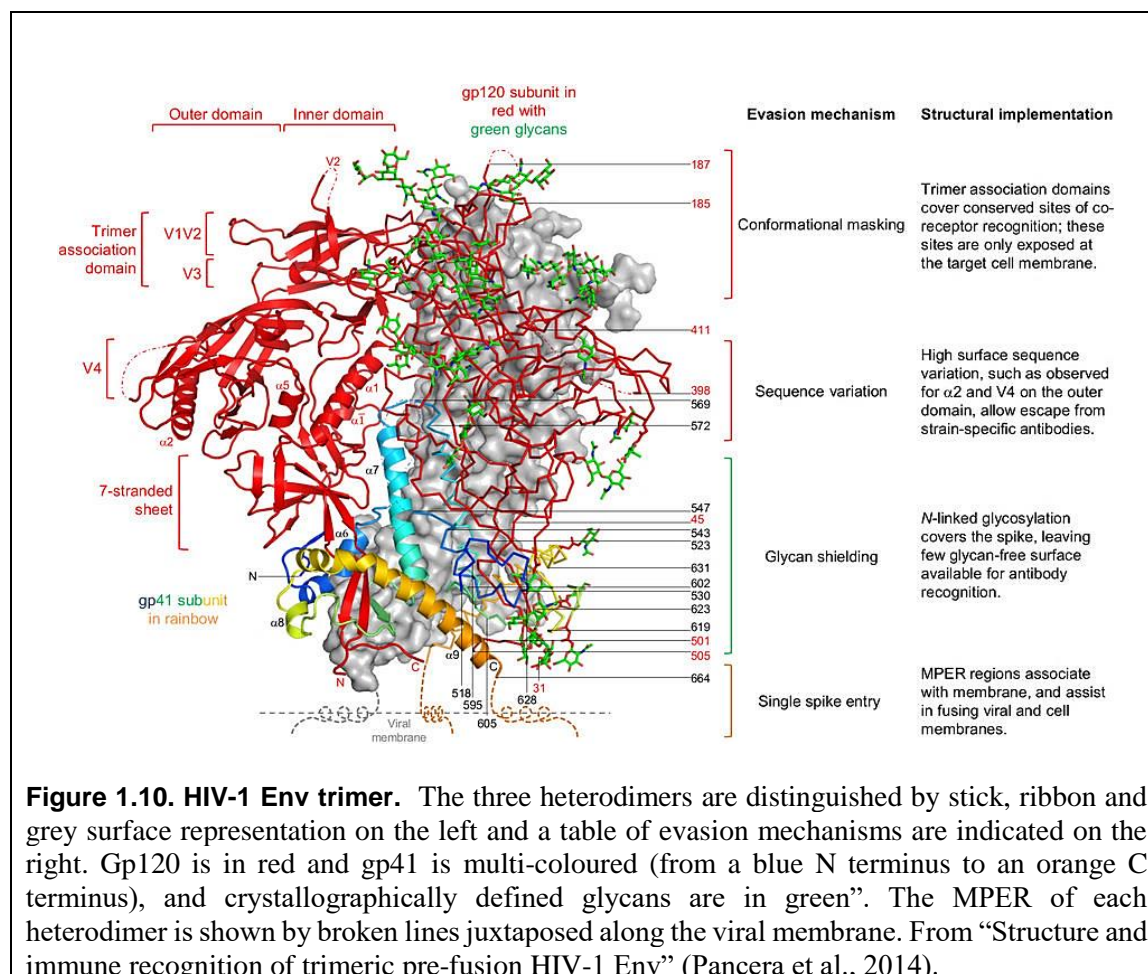 gp120 subunit in
red with
green glycans
Outer domain
Inner domain
Evasion mechanism
Structural implementation
V2
187
185
Trimer
association
domain
V1V2
V3
Conformational masking
Trimer association domains
cover conserved sites of co-
receptor recognition; these
sites are only exposed at
the target cell membrane.
411
V4
α5
α1
α1
α2
398
569
572
Sequence variation
High surface sequence
variation, such as observed
for α2 and V4 on the outer
domain, allow escape from
strain-specific antibodies.
α7
7-stranded
sheet
α6
547
45
543
523
631
602
530
623
619
501
505
664
Glycan shielding
N-linked glycosylation
covers the spike, leaving
few glycan-free surface
available for antibody
recognition.
N
gp41 subunit
in rainbow
α8
α9
C
N
C
518
595
605
628
31
Viral
membrane
Single spike entry
MPER regions associate
with membrane, and assist
in fusing viral and cell
membranes.
Figure 1.10. HIV-1 Env trimer. The three heterodimers are distinguished by stick, ribbon and
grey surface representation on the left and a table of evasion mechanisms are indicated on the
right. Gp120 is in red and gp41 is multi-coloured (from a blue N terminus to an orange C
terminus), and crystallographically defined glycans are in green”. The MPER of each
heterodimer is shown by broken lines juxtaposed along the viral membrane. From “Structure and
immune recognition of trimeric pre-fusion HIV-1 Env” (Pancera et al., 2014).